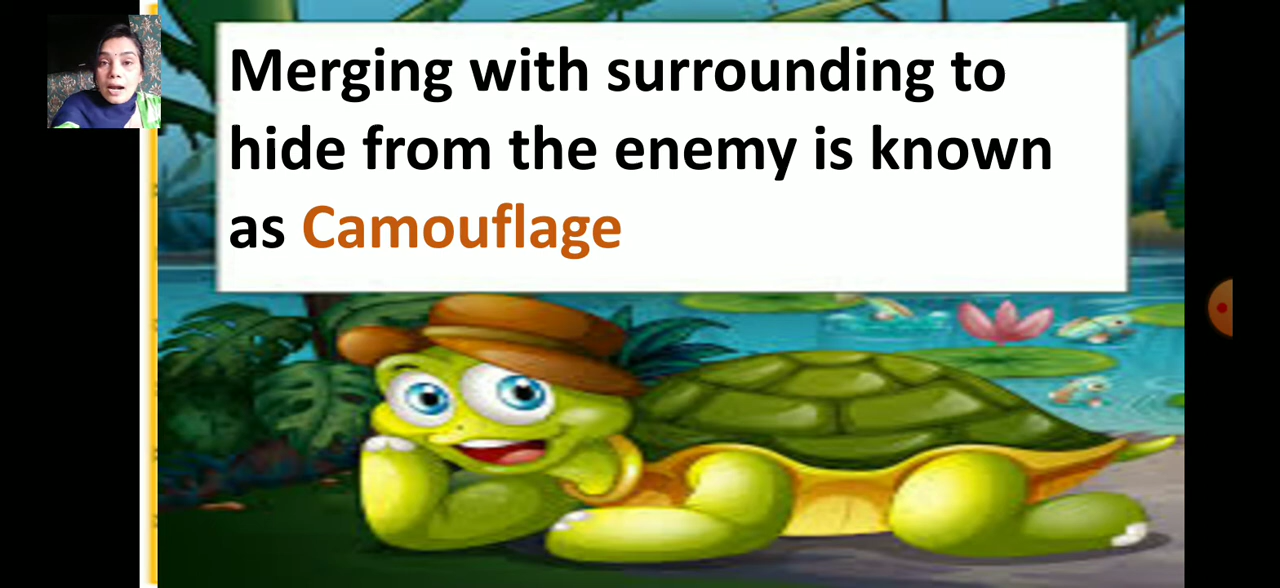 Merging with surrounding to
hide from the enemy is known
as Camouflage